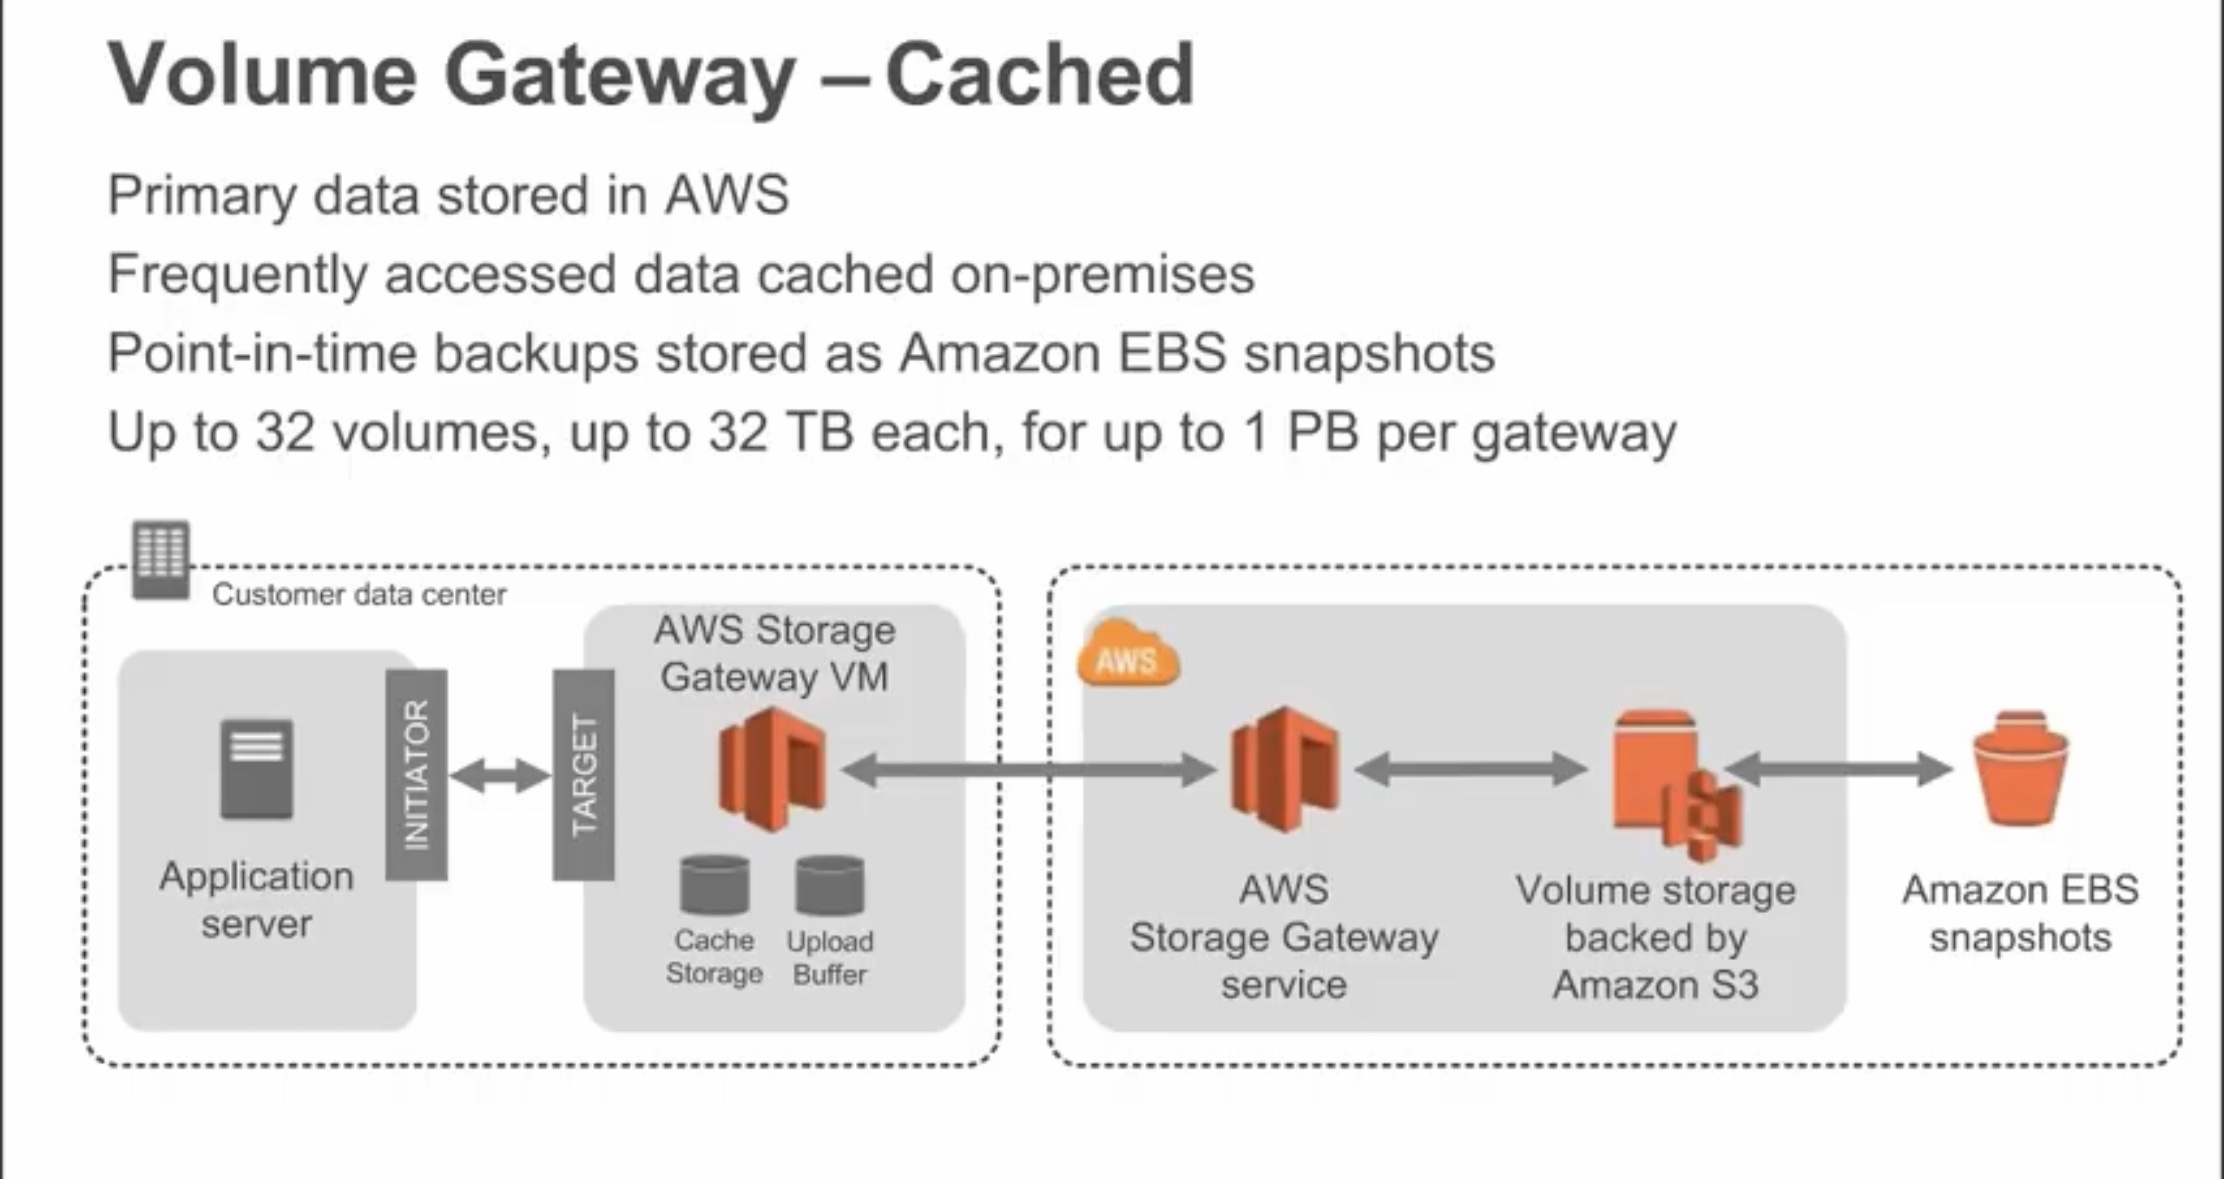 Volume Gateway – Cached
Primary data stored in AWS
Frequently accessed data cached on-premises
Point-in-time backups stored as Amazon EBS snapshots
Up to 32 volumes, up to 32 TB each, for up to 1 PB per gateway
Customer data center
Application
server
INITIATOR
TARGET
AWS Storage
Gateway VM
Cache
Storage
Upload
Buffer
AWS
AWS
Storage Gateway
service
Volume storage
backed by
Amazon S3
Amazon EBS
snapshots